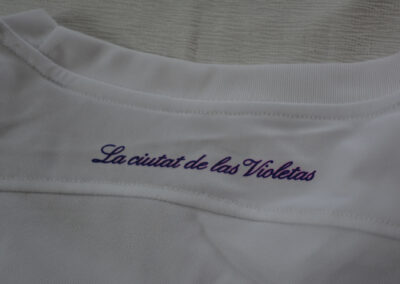 La ciutat de las Violetas